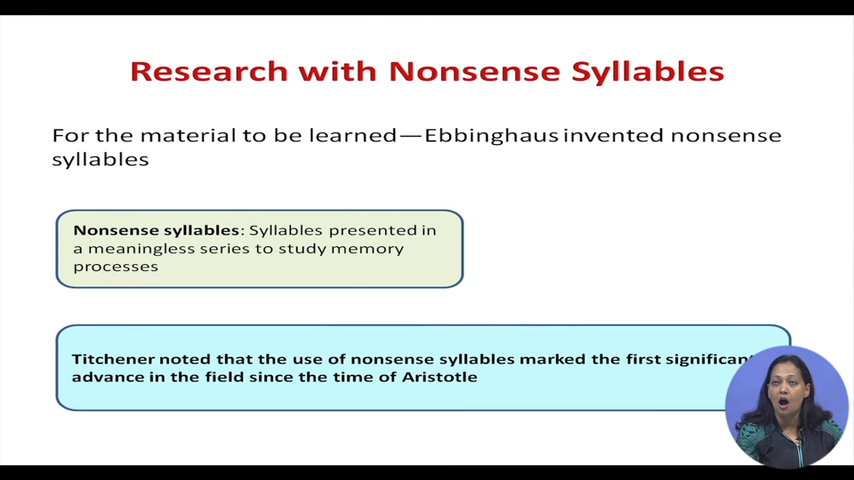 Research with Nonsense Syllables
For the material to be learned—Ebbinghaus invented nonsense
syllables
Nonsense syllables: Syllables presented in
a meaningless series to study memory
processes
Titchener noted that the use of nonsense syllables marked the first significant
advance in the field since the time of Aristotle